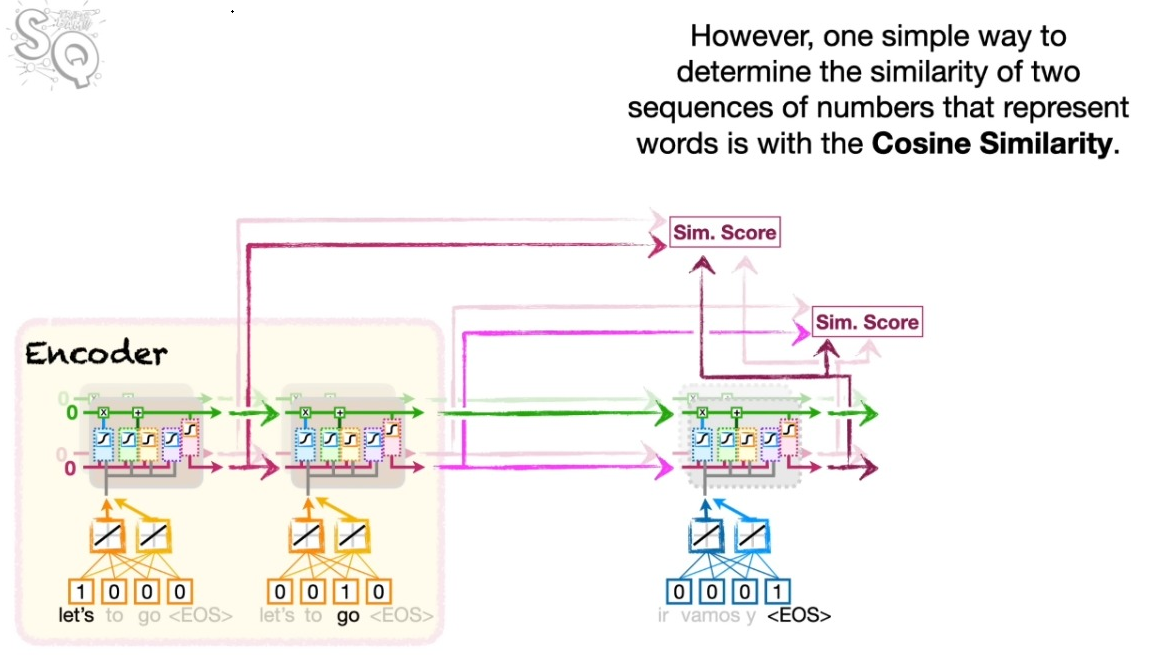 SQ
However, one simple way to
determine the similarity of two
sequences of numbers that represent
words is with the Cosine Similarity.
Sim. Score
Sim. Score
Encoder
0
0
0
0
x +
x +
x +
x +
x +
x +
1 0 0 0
let's to go <EOS>
0 0 1 0
let's to go <EOS>
0 0 0 1
ir vamos y <EOS>